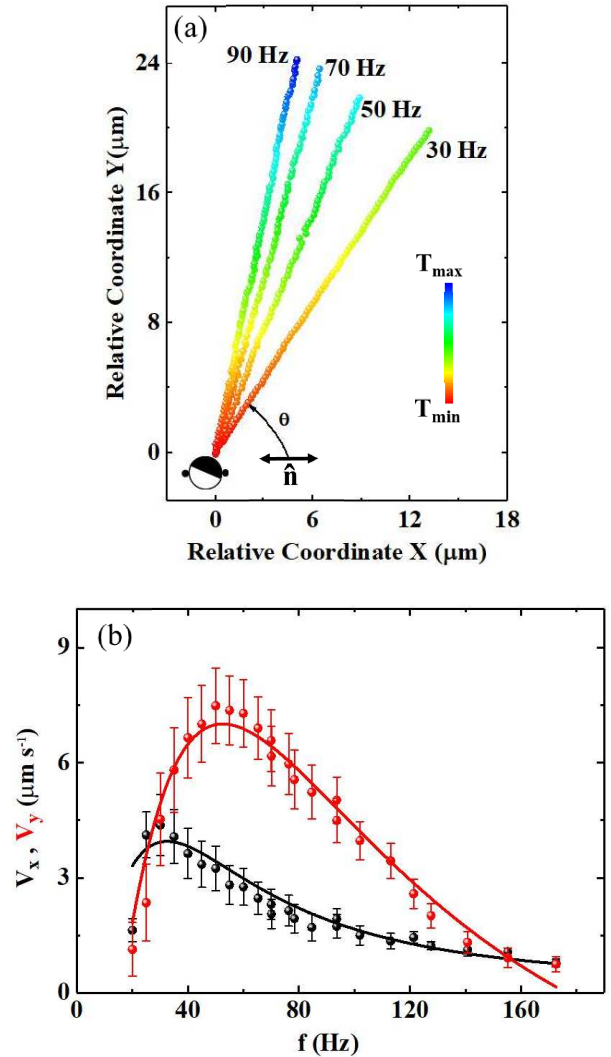 (a)
90 Hz
70 Hz
50 Hz
30 Hz
24
16
8
0
Relative Coordinate Y(μm)
T_max
T_min
θ
n̂
0 6 12 18
Relative Coordinate X (μm)
(b)
9
6
3
0
V_x , V_y (μm s⁻¹)
0 40 80 120 160
f (Hz)